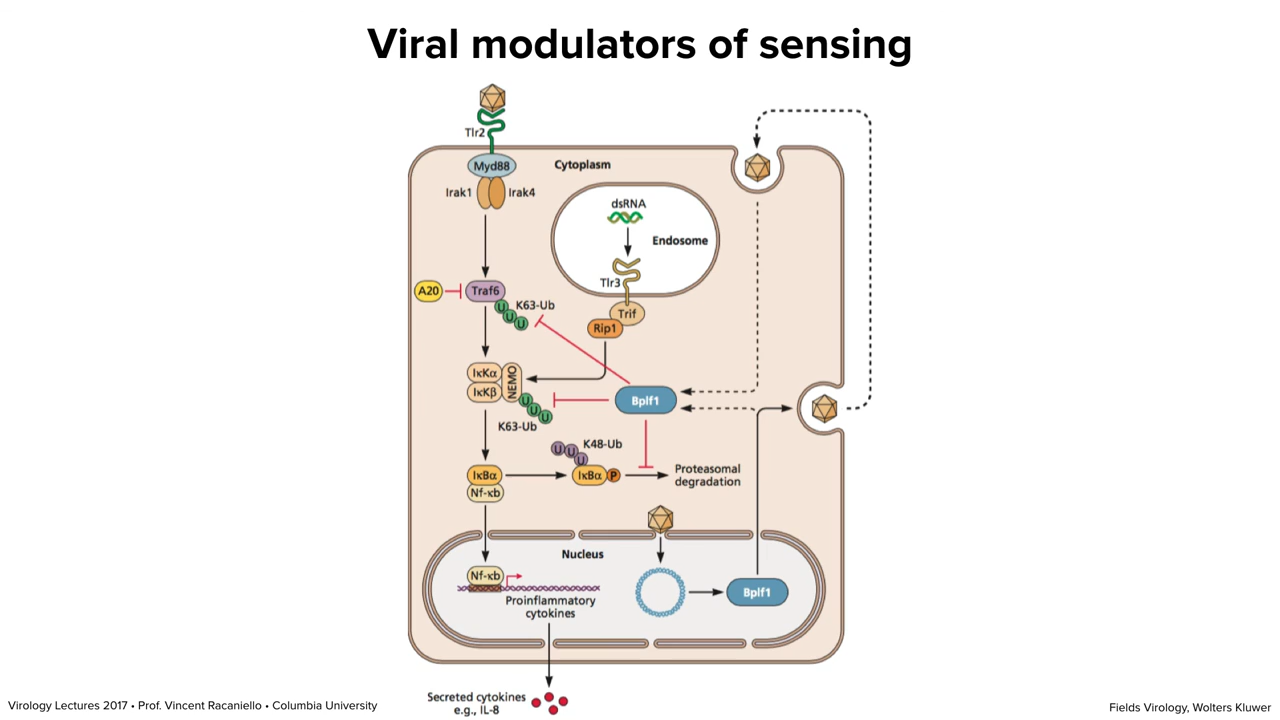 Viral modulators of sensing
Tlr2
Myd88
Cytoplasm
Irak1
Irak4
dsRNA
Endosome
Tlr3
A20
Traf6
K63-Ub
U
U
U
Trif
Rip1
IκKα
IκKβ
NEMO
U
U
U
K63-Ub
Bplf1
K48-Ub
U
U
U
IκBα
Nf-κb
IκBα
P
Proteasomal
degradation
Nucleus
Nf-κb
Proinflammatory
cytokines
Bplf1
Secreted cytokines
e.g., IL-8
Virology Lectures 2017 • Prof. Vincent Racaniello • Columbia University
Fields Virology, Wolters Kluwer